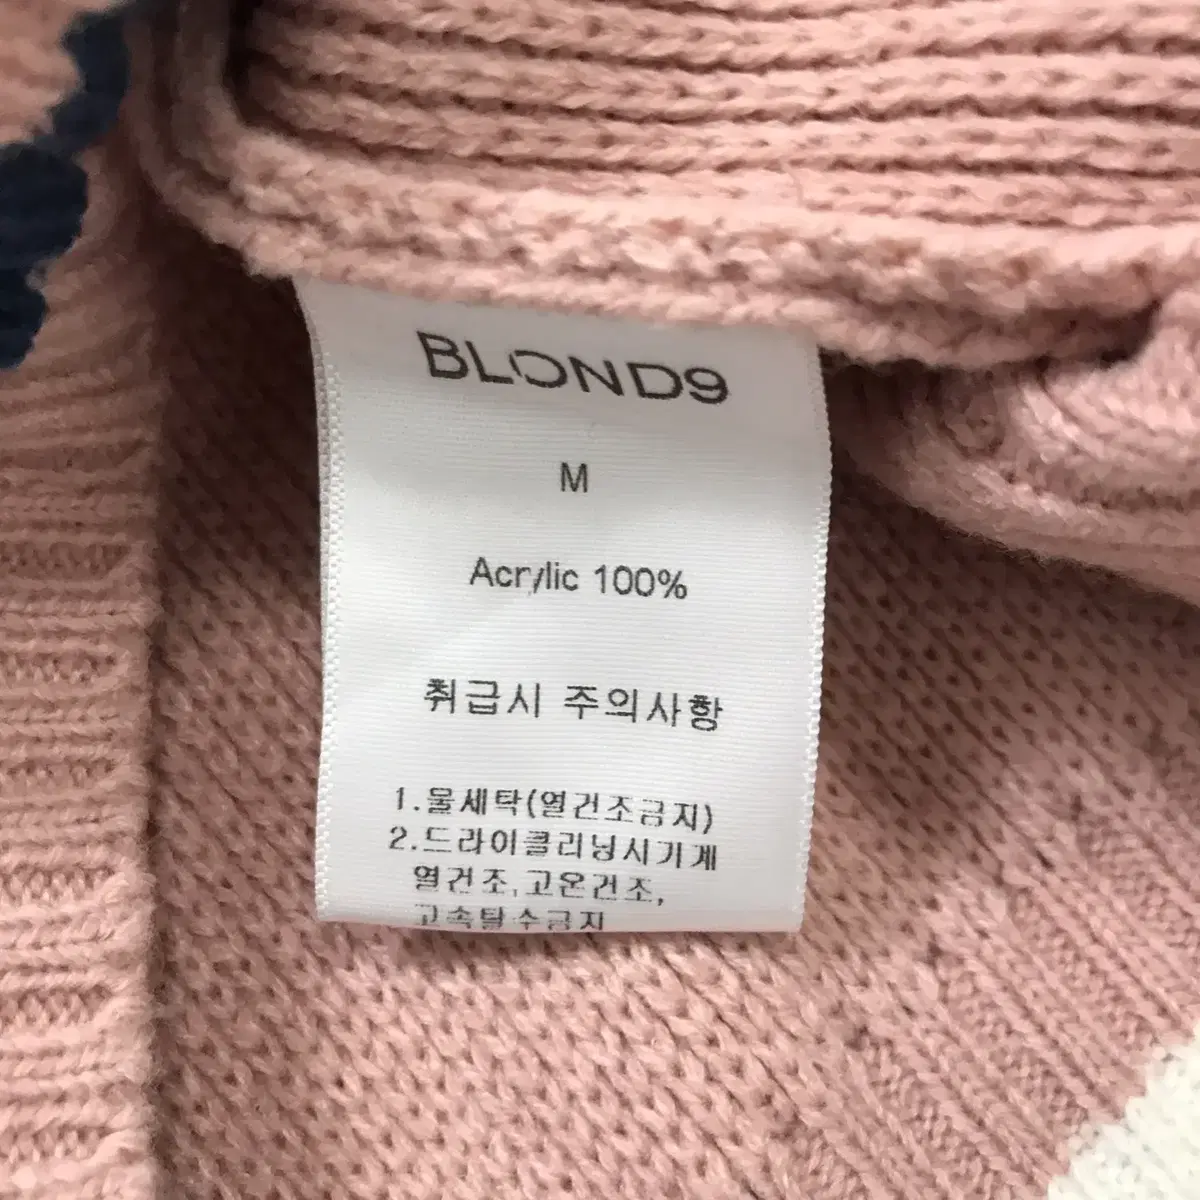 BLOND9
M
Acrylic 100%
취급시 주의사항
1.물세탁(열건조금지)
2.드라이클리닝시기계
열건조,고온건조,
고속탈수금지